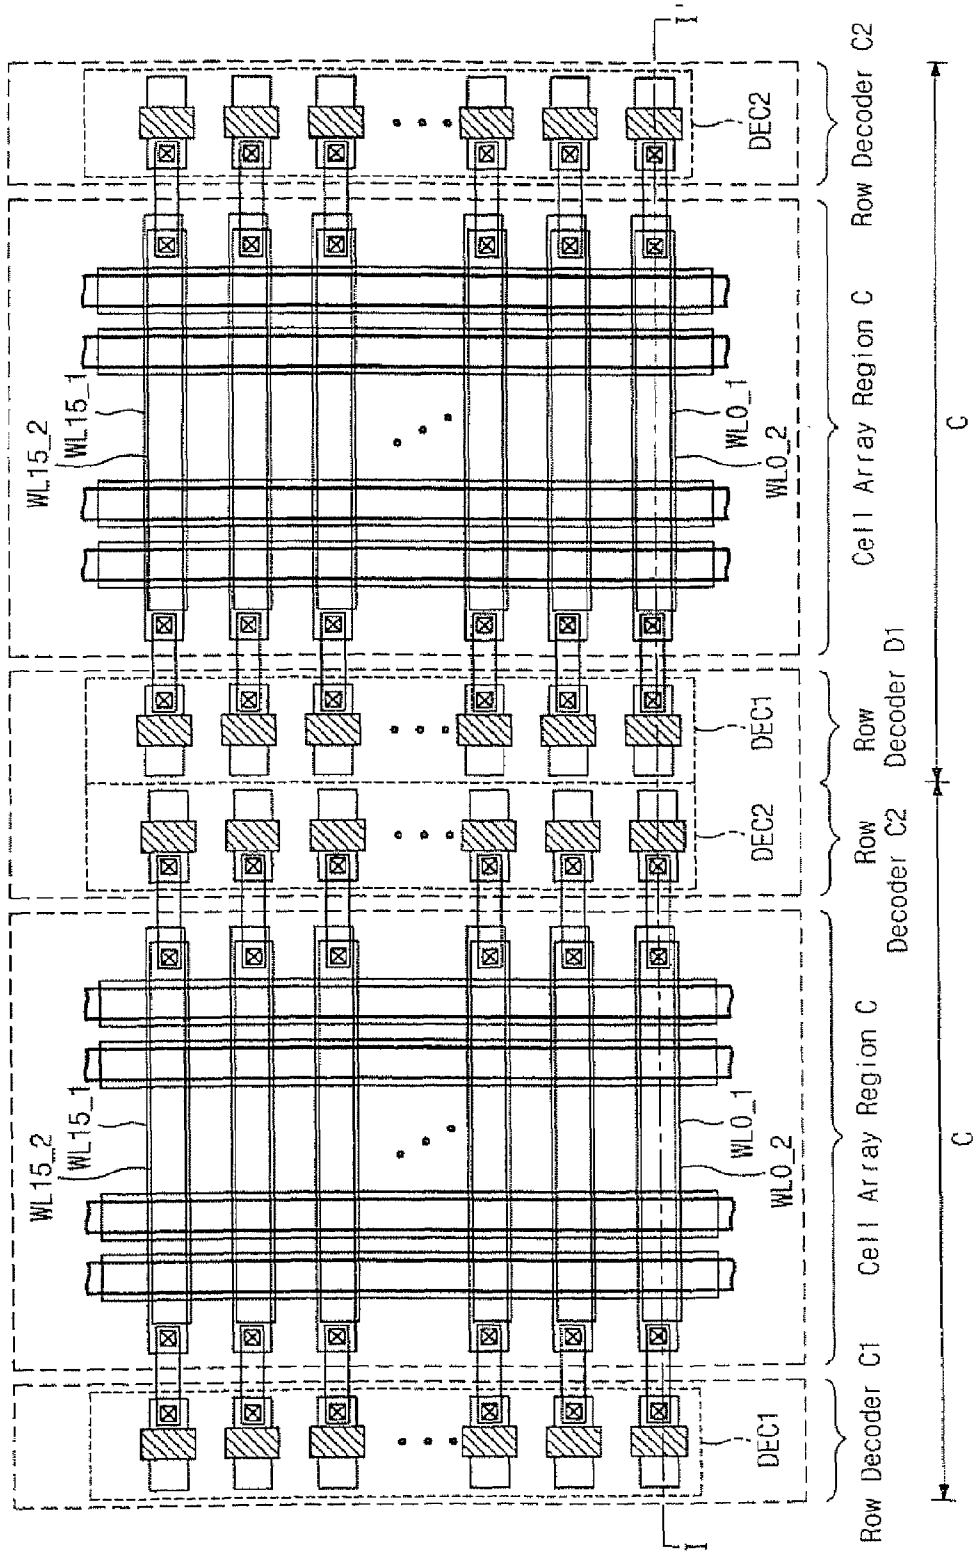 WL15_2
WL15_2
WL15_1
WL15_1
I
I'
WL0_1
WL0_1
WL0_2
WL0_2
DEC1
DEC2
DEC1
DEC2
Row Decoder C1
Cell Array Region C
Row
Decoder C2
Row
Decoder D1
Cell Array Region C
Row Decoder C2
C
C